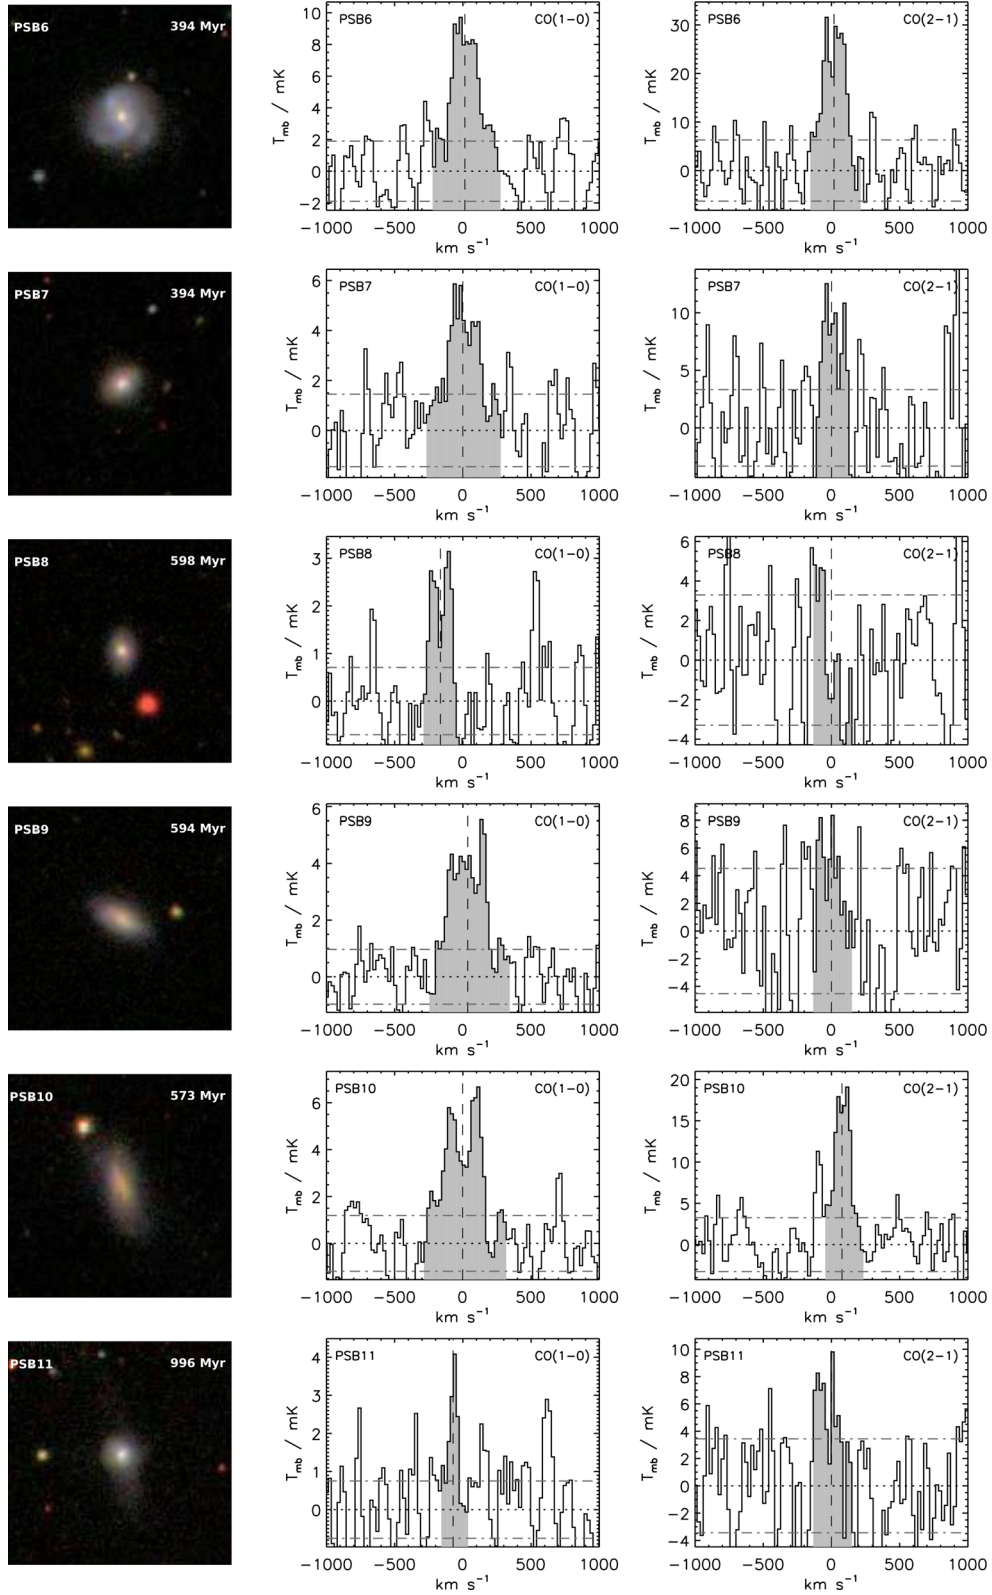 PSB6 394 Myr
PSB6 CO(1-0)
T_mb / mK
10
8
6
4
2
0
−2
−1000 −500 0 500 1000
km s⁻¹
PSB6 CO(2-1)
T_mb / mK
30
20
10
0
−1000 −500 0 500 1000
km s⁻¹
PSB7 394 Myr
PSB7 CO(1-0)
T_mb / mK
6
4
2
0
−1000 −500 0 500 1000
km s⁻¹
PSB7 CO(2-1)
T_mb / mK
10
5
0
−1000 −500 0 500 1000
km s⁻¹
PSB8 598 Myr
PSB8 CO(1-0)
T_mb / mK
3
2
1
0
−1000 −500 0 500 1000
km s⁻¹
PSB8 CO(2-1)
T_mb / mK
6
4
2
0
−2
−4
−1000 −500 0 500 1000
km s⁻¹
PSB9 594 Myr
PSB9 CO(1-0)
T_mb / mK
6
4
2
0
−1000 −500 0 500 1000
km s⁻¹
PSB9 CO(2-1)
T_mb / mK
8
6
4
2
0
−2
−4
−1000 −500 0 500 1000
km s⁻¹
PSB10 573 Myr
PSB10 CO(1-0)
T_mb / mK
6
4
2
0
−1000 −500 0 500 1000
km s⁻¹
PSB10 CO(2-1)
T_mb / mK
20
15
10
5
0
−1000 −500 0 500 1000
km s⁻¹
PSB11 996 Myr
PSB11 CO(1-0)
T_mb / mK
4
3
2
1
0
−1000 −500 0 500 1000
km s⁻¹
PSB11 CO(2-1)
T_mb / mK
10
8
6
4
2
0
−2
−4
−1000 −500 0 500 1000
km s⁻¹